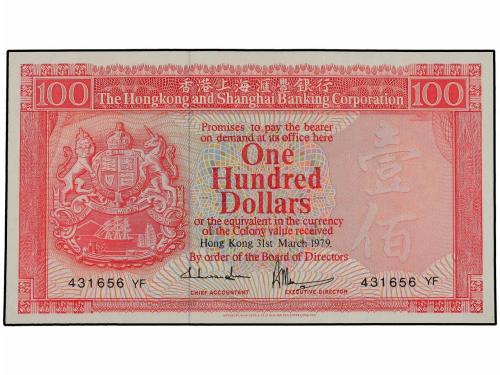 香港上海滙豐銀行
100 The Hongkong and Shanghai Banking Corporation 100
Promises to pay the bearer
on demand at its office here
One
Hundred
Dollars
or the equivalent in the currency
of the Colony value received
Hong Kong 31st March 1979.
By order of the Board of Directors
壹佰
431656 YF
431656 YF
CHIEF ACCOUNTANT
EXECUTIVE DIRECTOR